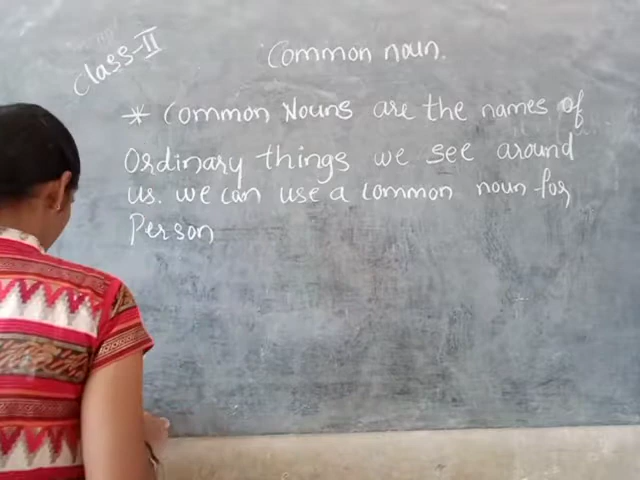 Class-II
Common noun.
* Common Nouns are the names of
Ordinary things we see around
us. we can use a common noun for
Person